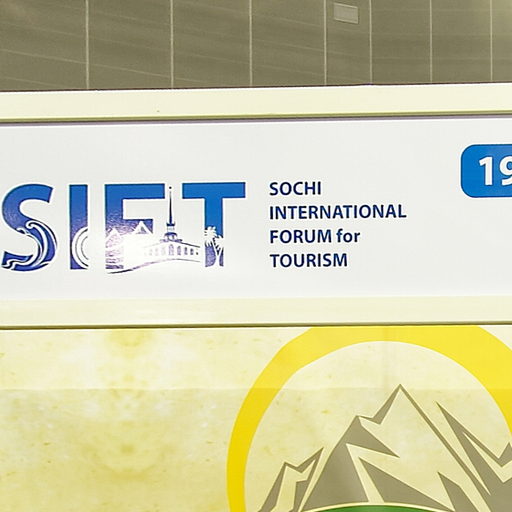 SIFT
SOCHI
INTERNATIONAL
FORUM for
TOURISM
19